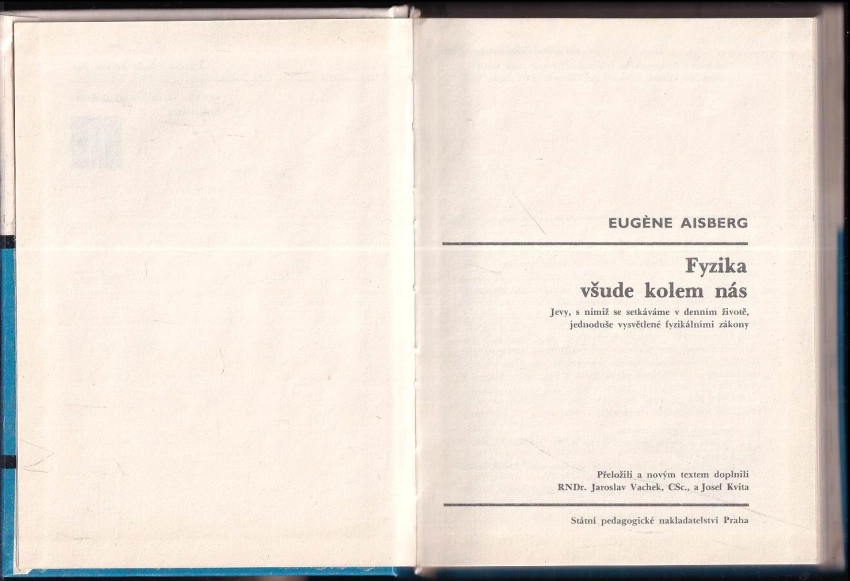 EUGÈNE AISBERG
Fyzika
všude kolem nás
Jevy, s nimiž se setkáváme v denním životě,
jednoduše vysvětlené fyzikálními zákony
Přeložili a novým textem doplnili
RNDr. Jaroslav Vachek, CSc., a Josef Kvita
Státní pedagogické nakladatelství Praha